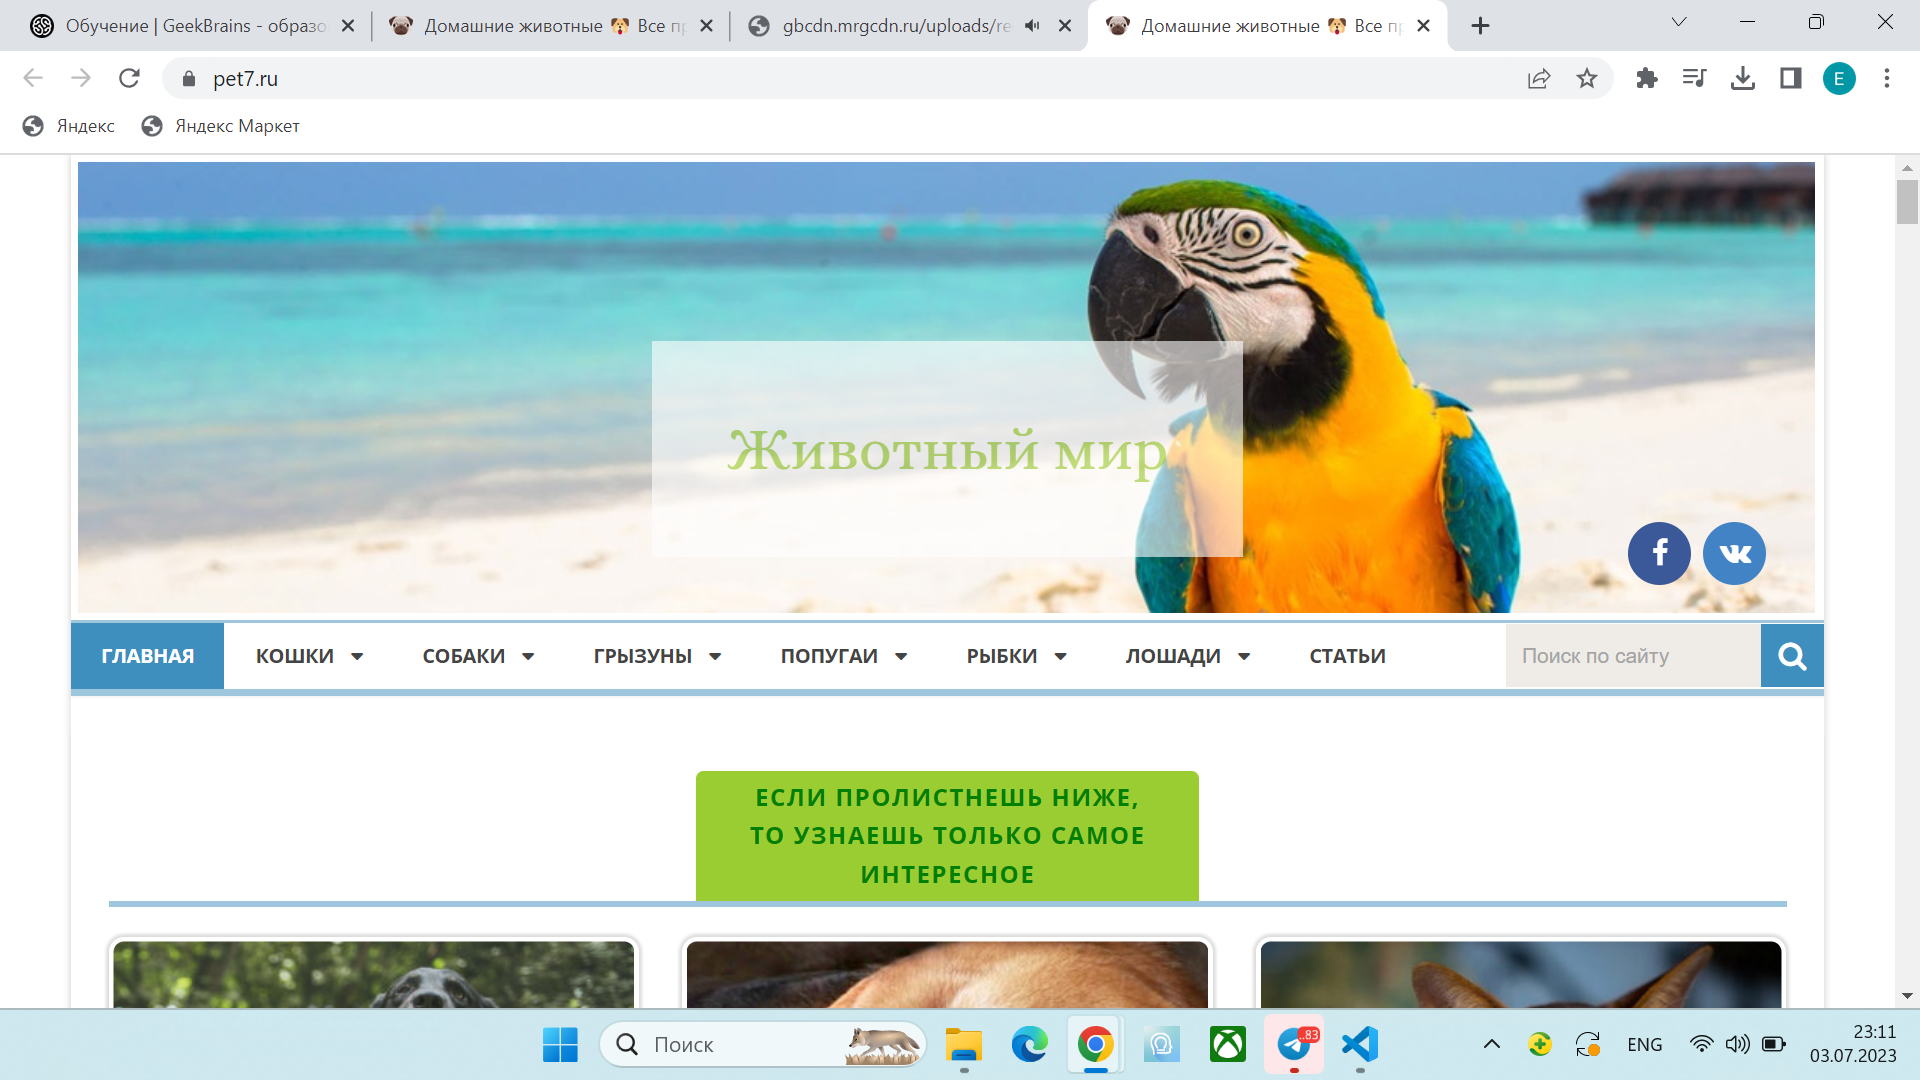 Обучение | GeekBrains - образо
Домашние животные 🐶 Все пр
gbcdn.mrgcdn.ru/uploads/re
Домашние животные 🐶 Все пр
pet7.ru
E
Яндекс
Яндекс Маркет
Животный мир
ГЛАВНАЯ
КОШКИ
СОБАКИ
ГРЫЗУНЫ
ПОПУГАИ
РЫБКИ
ЛОШАДИ
СТАТЬИ
Поиск по сайту
ЕСЛИ ПРОЛИСТНЕШЬ НИЖЕ,
ТО УЗНАЕШЬ ТОЛЬКО САМОЕ
ИНТЕРЕСНОЕ
Поиск
..83
ENG
23:11
03.07.2023